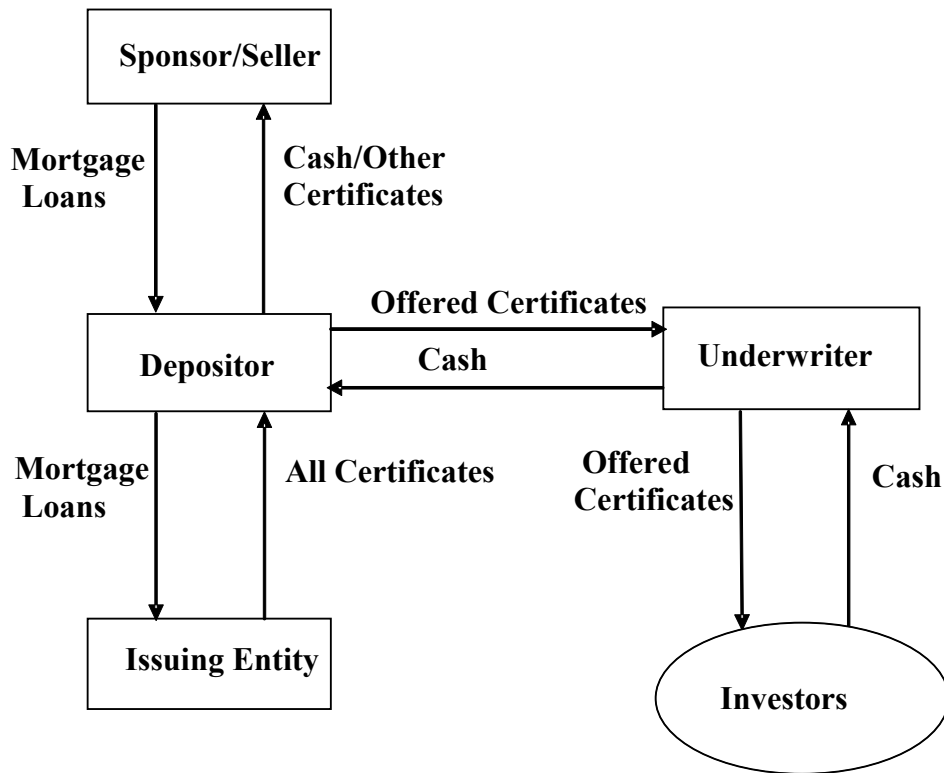 Sponsor/Seller
Mortgage
Loans
Cash/Other
Certificates
Offered Certificates
Depositor
Cash
Underwriter
Mortgage
Loans
All Certificates
Offered
Certificates
Cash
Issuing Entity
Investors